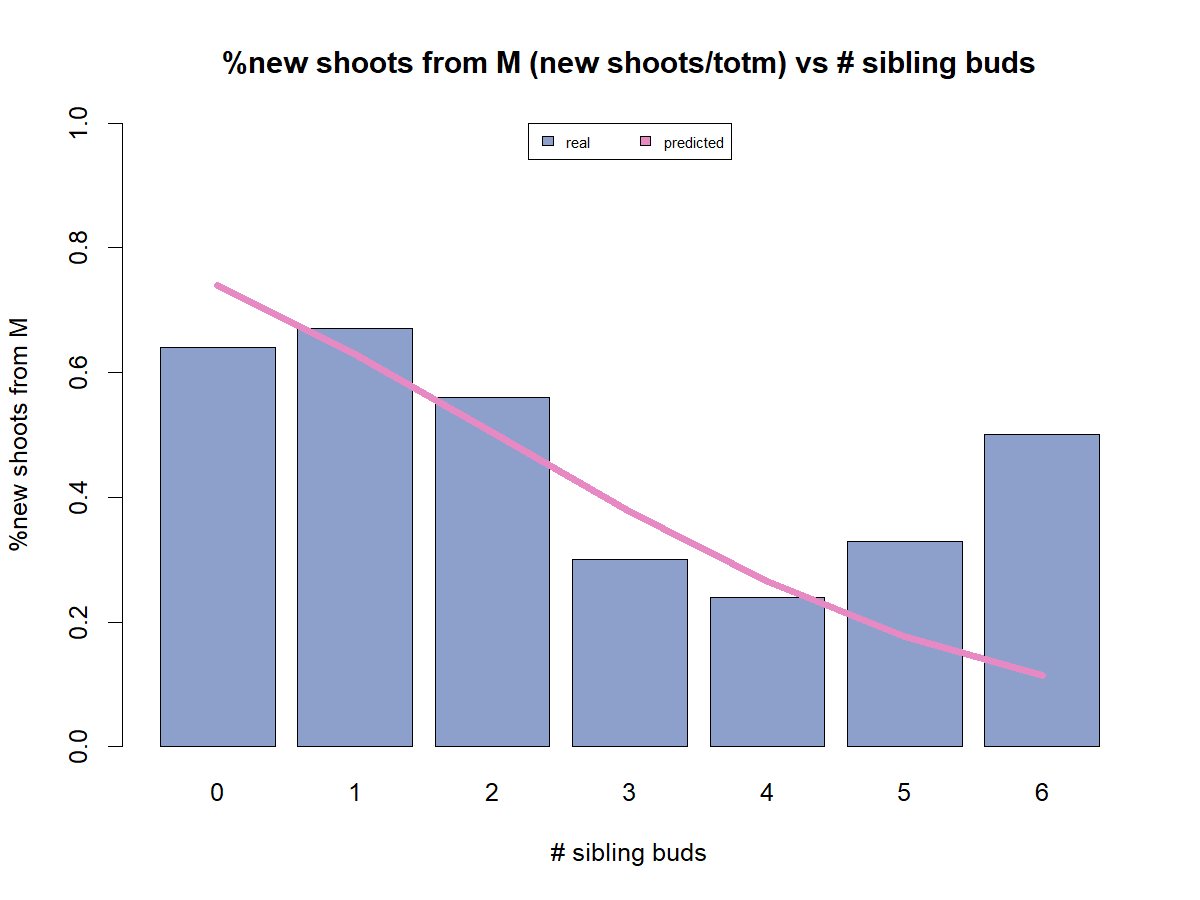 %new shoots from M (new shoots/totm) vs # sibling buds
real predicted
%new shoots from M
1.0
0.8
0.6
0.4
0.2
0.0
0 1 2 3 4 5 6
# sibling buds